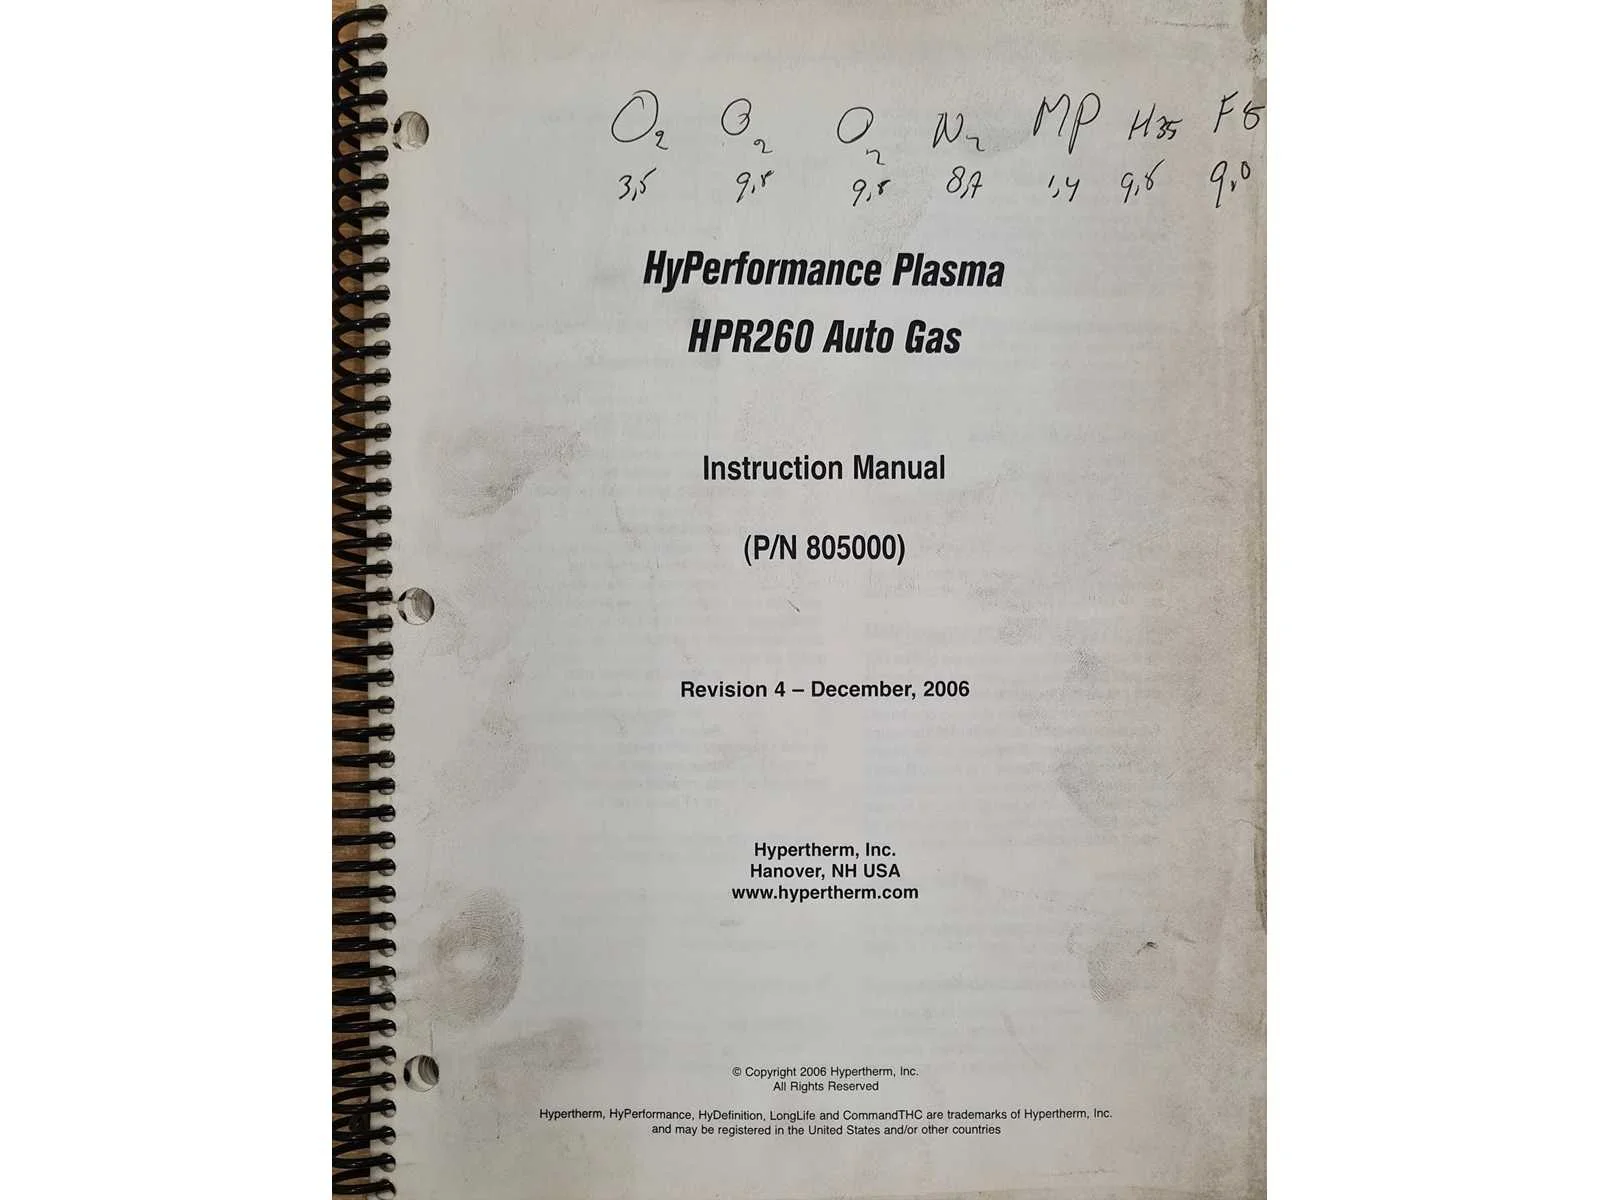 O2 O2 O2 N2 MP H35 F5
3,5 9,8 9,8 8,7 1,4 9,8 9,0
HyPerformance Plasma
HPR260 Auto Gas
Instruction Manual
(P/N 805000)
Revision 4 – December, 2006
Hypertherm, Inc.
Hanover, NH USA
www.hypertherm.com
© Copyright 2006 Hypertherm, Inc.
All Rights Reserved
Hypertherm, HyPerformance, HyDefinition, LongLife and CommandTHC are trademarks of Hypertherm, Inc.
and may be registered in the United States and/or other countries